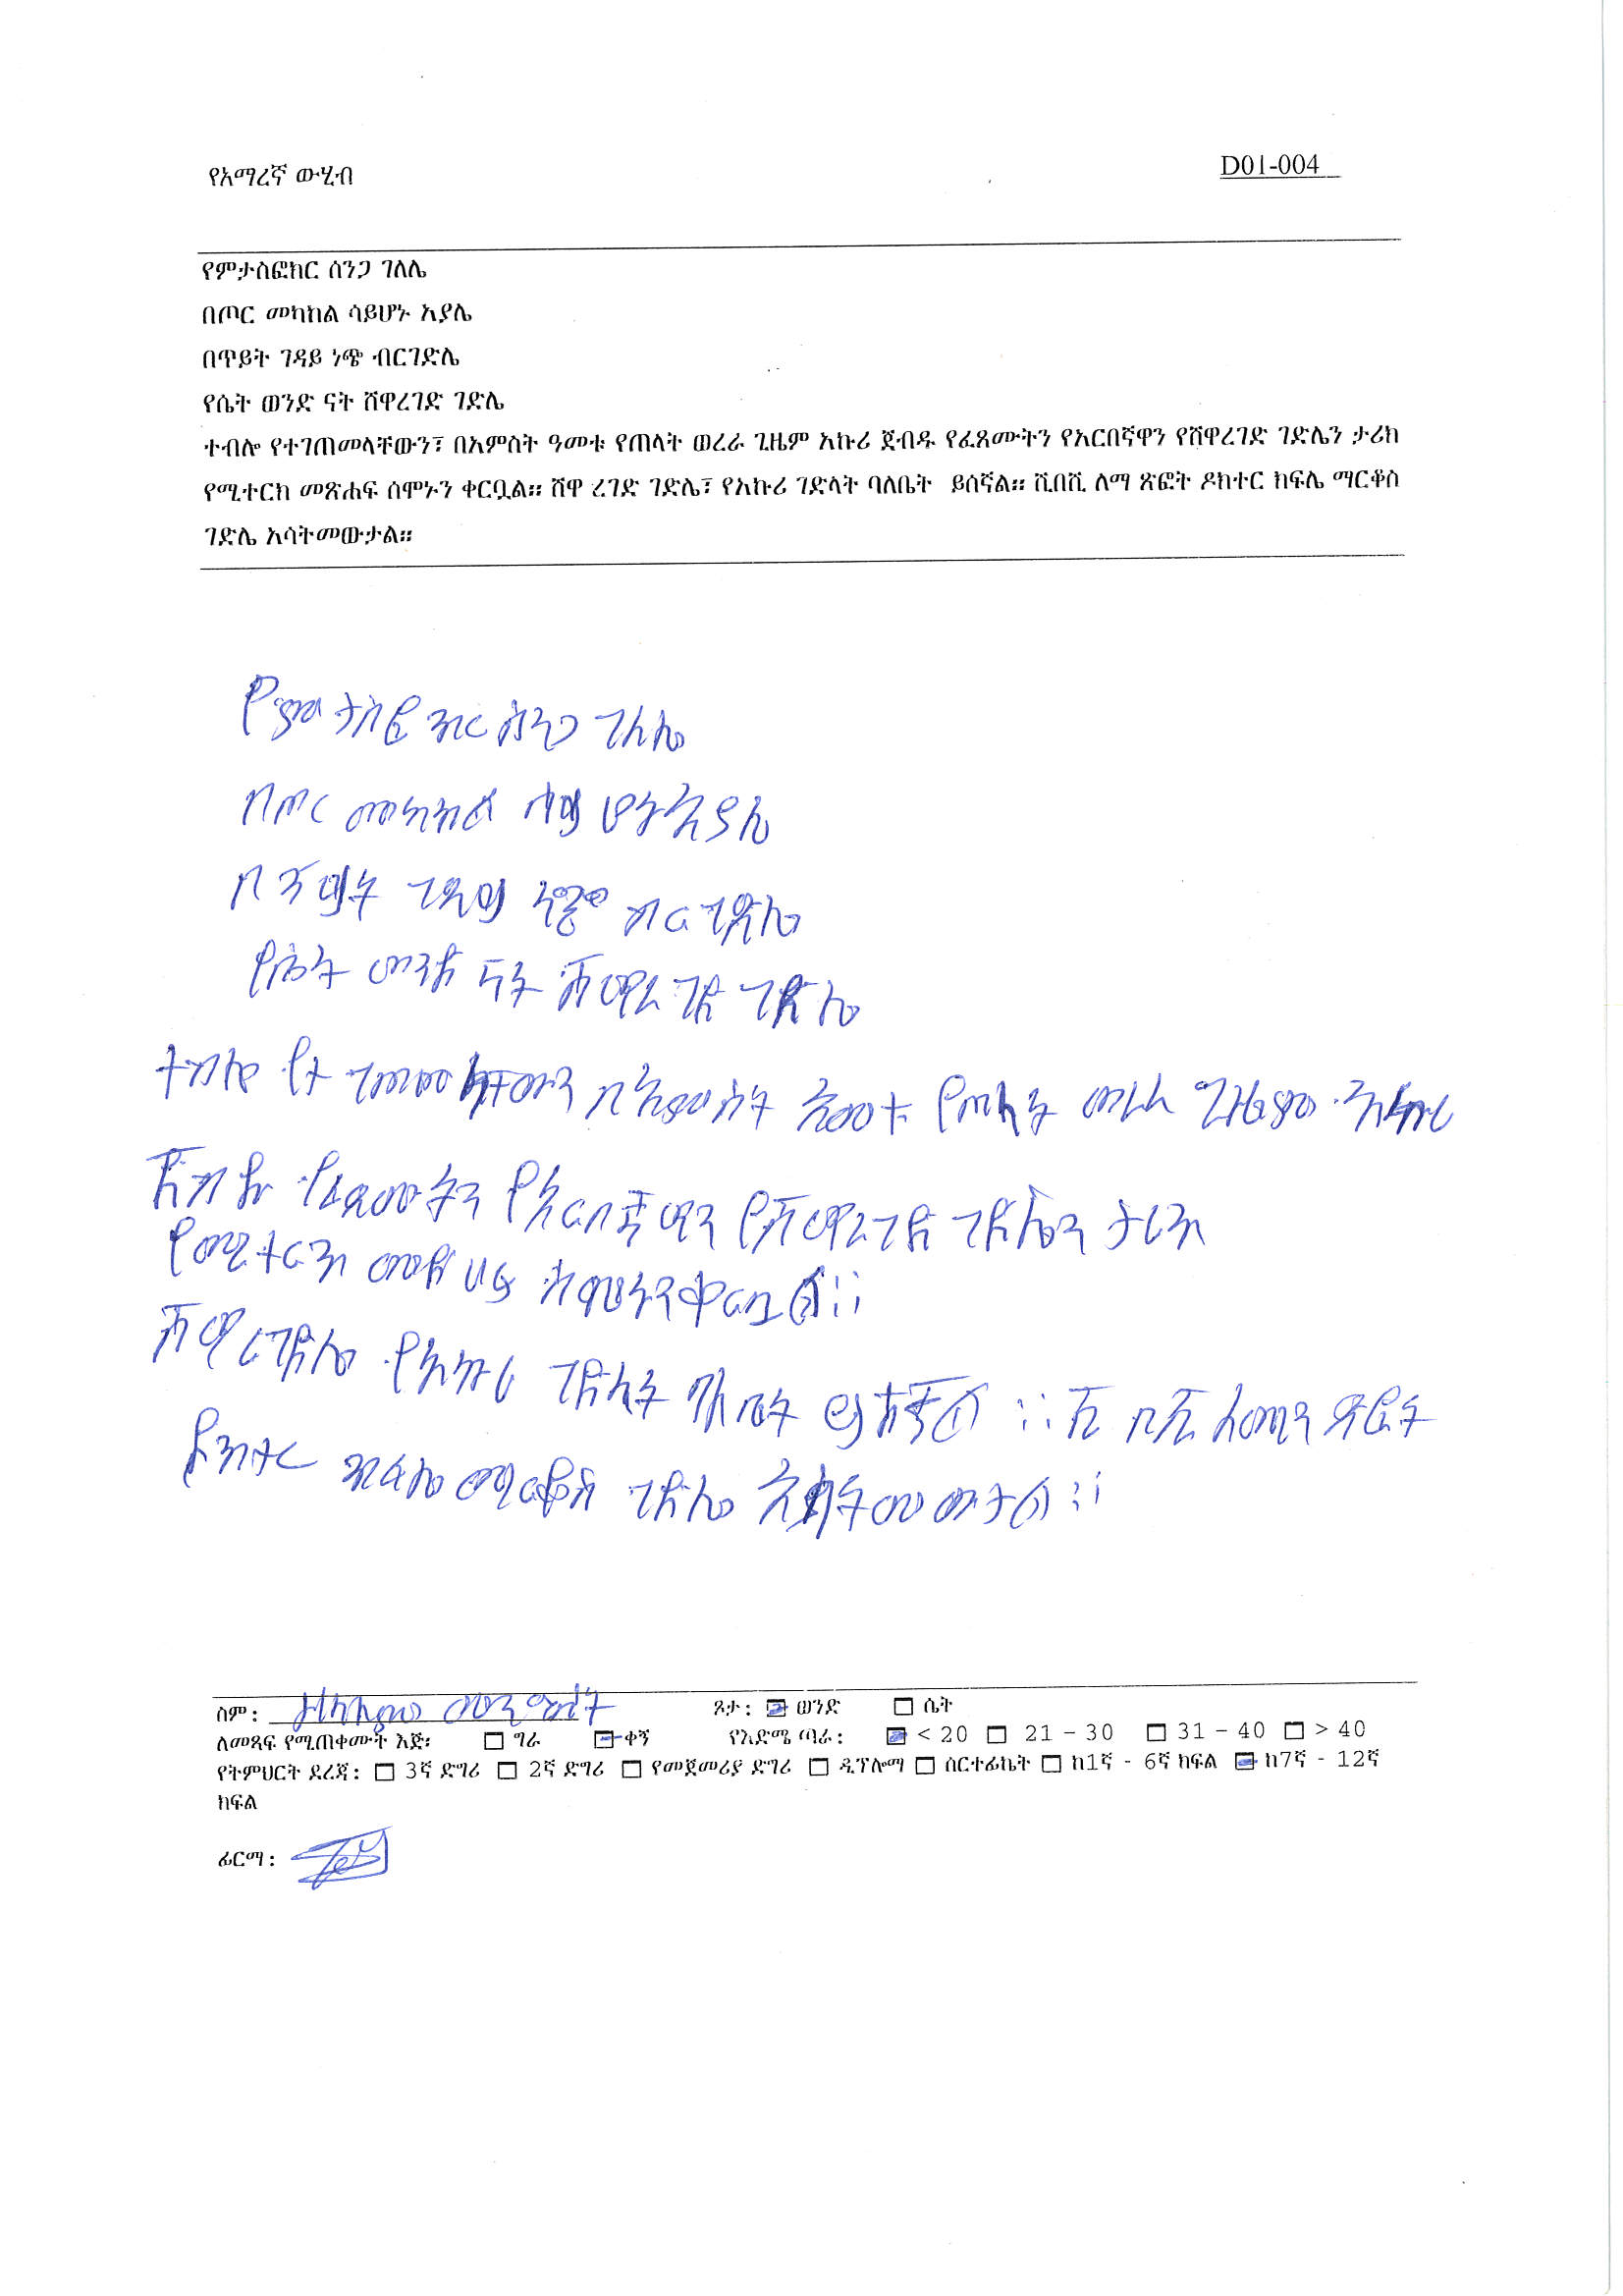 የአማረኛ ውሂብ
D01-004
የምታስፎክር ሰንጋ ገለሌ
በጦር መካከል ሳይሆኑ አያሌ
በጥይት ገዳይ ነጭ ብርገድሌ
የሴት ወንድ ናት ሸዋረገድ ገድሌ
ተብሎ የተገጠመላቸውን፣ በአምስት ዓመቱ የጠላት ወረራ ጊዜም አኩሪ ጀብዱ የፈጸሙትን የአርበኛዋን የሸዋረገድ ገድሌን ታሪክ
የሚተርክ መጽሐፍ ሰሞኑን ቀርቧል። ሸዋ ረገድ ገድሌ፣ የአኩሪ ገድላት ባለቤት ይሰኛል። ሺበሺ ለማ ጽፎት ዶክተር ክፍሌ ማርቆስ
ገድሌ አሳትመውታል።
የምታስፎክር ሰንጋ ገለሌ
በጦር መካከል ሳይሆኑ አያሌ
በጥይት ገዳይ ነጭ ብርገድሌ
የሴት ወንድ ናት ሸዋረገድ ገድሌ
ተብሎ የተገጠመላቸውን በአምስት አመቱ የጠላት ወረራ ግዜም አኩሪ
ጀብዱ የፈጸሙትን የአርበኛዋን የሸዋረገድ ገድሌን ታሪክ
የሚተርክ መጽሀፍ ሰሞኑን ቀርቧል፡፡
ሸዋረገድሌ የአኩሪ ገድላት ባለቤት ይሰኛል ፡፡ ሺበሺ ለማ ጽፎት
ዶክተር ክፍሌ ማርቆስ ገድሌ አሳትመውታል፡፡
ስም: ጾታ: ወንድ ሴት
ለመጻፍ የሚጠቀሙት እጅ፡ ግራ ቀኝ የእድሜ ጣራ: < 20 21 – 30 31 – 40 > 40
የትምህርት ደረጃ: 3ኛ ድግሪ 2ኛ ድግሪ የመጀመሪያ ድግሪ ዲፕሎማ ሰርተፊኬት ከ1ኛ - 6ኛ ክፍል ከ7ኛ - 12ኛ
ክፍል
ፊርማ: